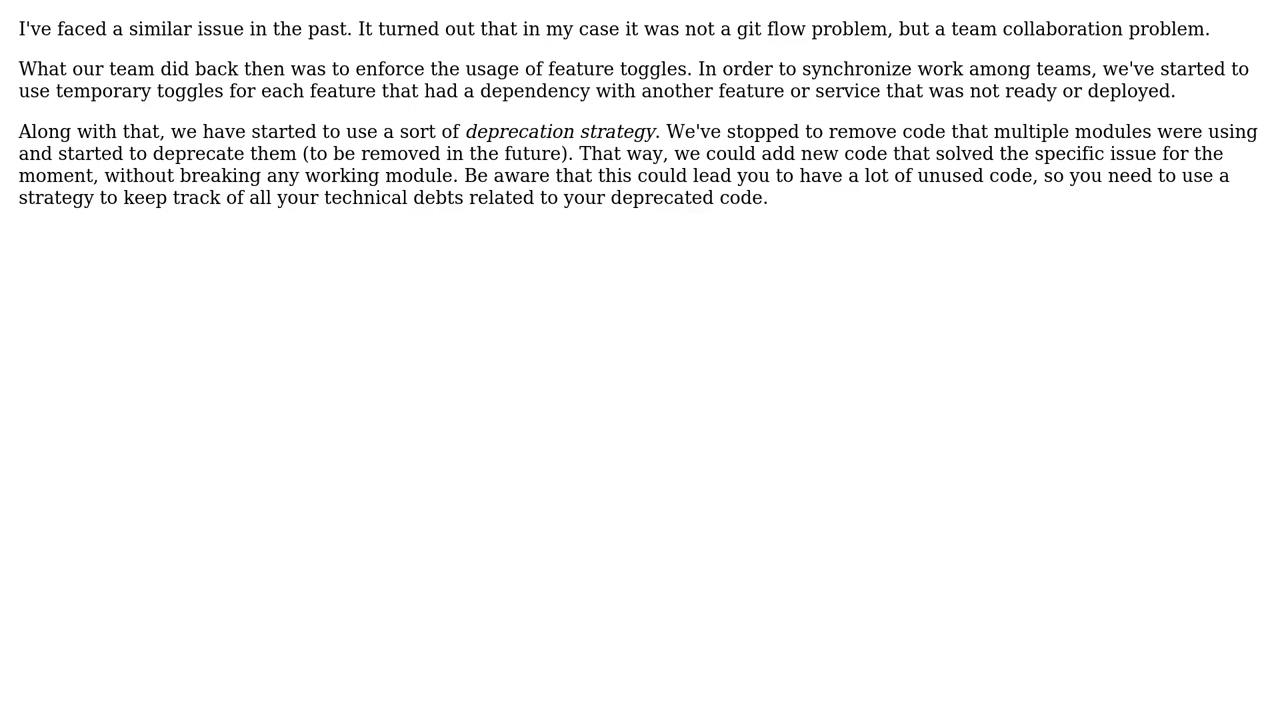 I've faced a similar issue in the past. It turned out that in my case it was not a git flow problem, but a team collaboration problem.
What our team did back then was to enforce the usage of feature toggles. In order to synchronize work among teams, we've started to
use temporary toggles for each feature that had a dependency with another feature or service that was not ready or deployed.
Along with that, we have started to use a sort of deprecation strategy. We've stopped to remove code that multiple modules were using
and started to deprecate them (to be removed in the future). That way, we could add new code that solved the specific issue for the
moment, without breaking any working module. Be aware that this could lead you to have a lot of unused code, so you need to use a
strategy to keep track of all your technical debts related to your deprecated code.